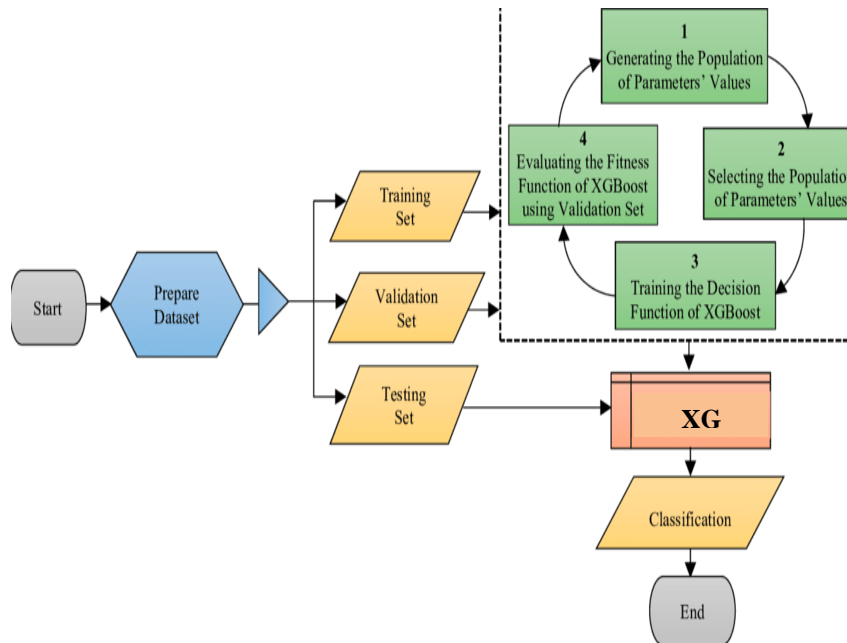 Start
Prepare
Dataset
Training
Set
Validation
Set
Testing
Set
1
Generating the Population
of Parameters' Values
2
Selecting the Population
of Parameters' Values
3
Training the Decision
Function of XGBoost
4
Evaluating the Fitness
Function of XGBoost
using Validation Set
XG
Classification
End